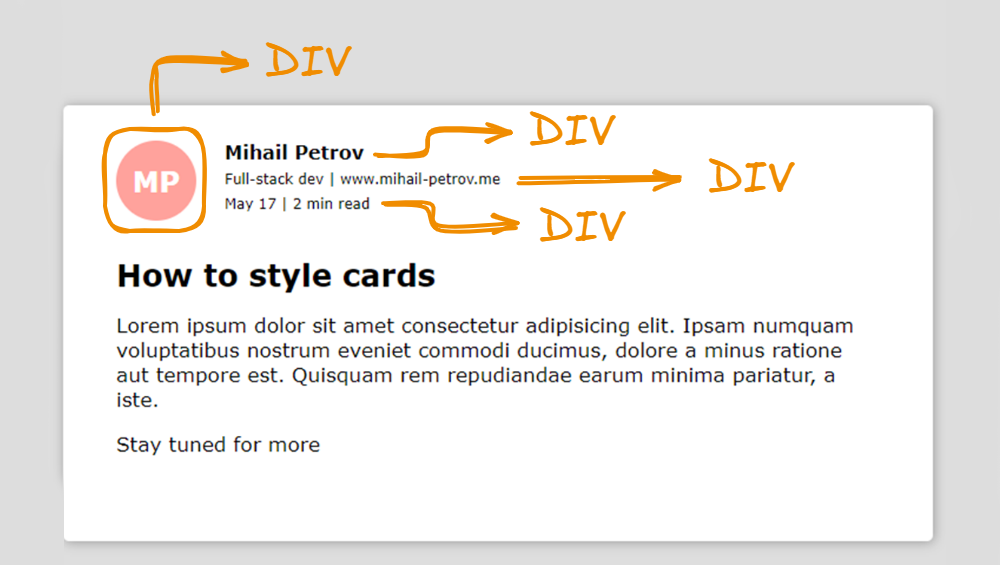 DIV
MP
Mihail Petrov
DIV
Full-stack dev | www.mihail-petrov.me
DIV
May 17 | 2 min read
DIV
How to style cards
Lorem ipsum dolor sit amet consectetur adipisicing elit. Ipsam numquam
voluptatibus nostrum eveniet commodi ducimus, dolore a minus ratione
aut tempore est. Quisquam rem repudiandae earum minima pariatur, a
iste.
Stay tuned for more